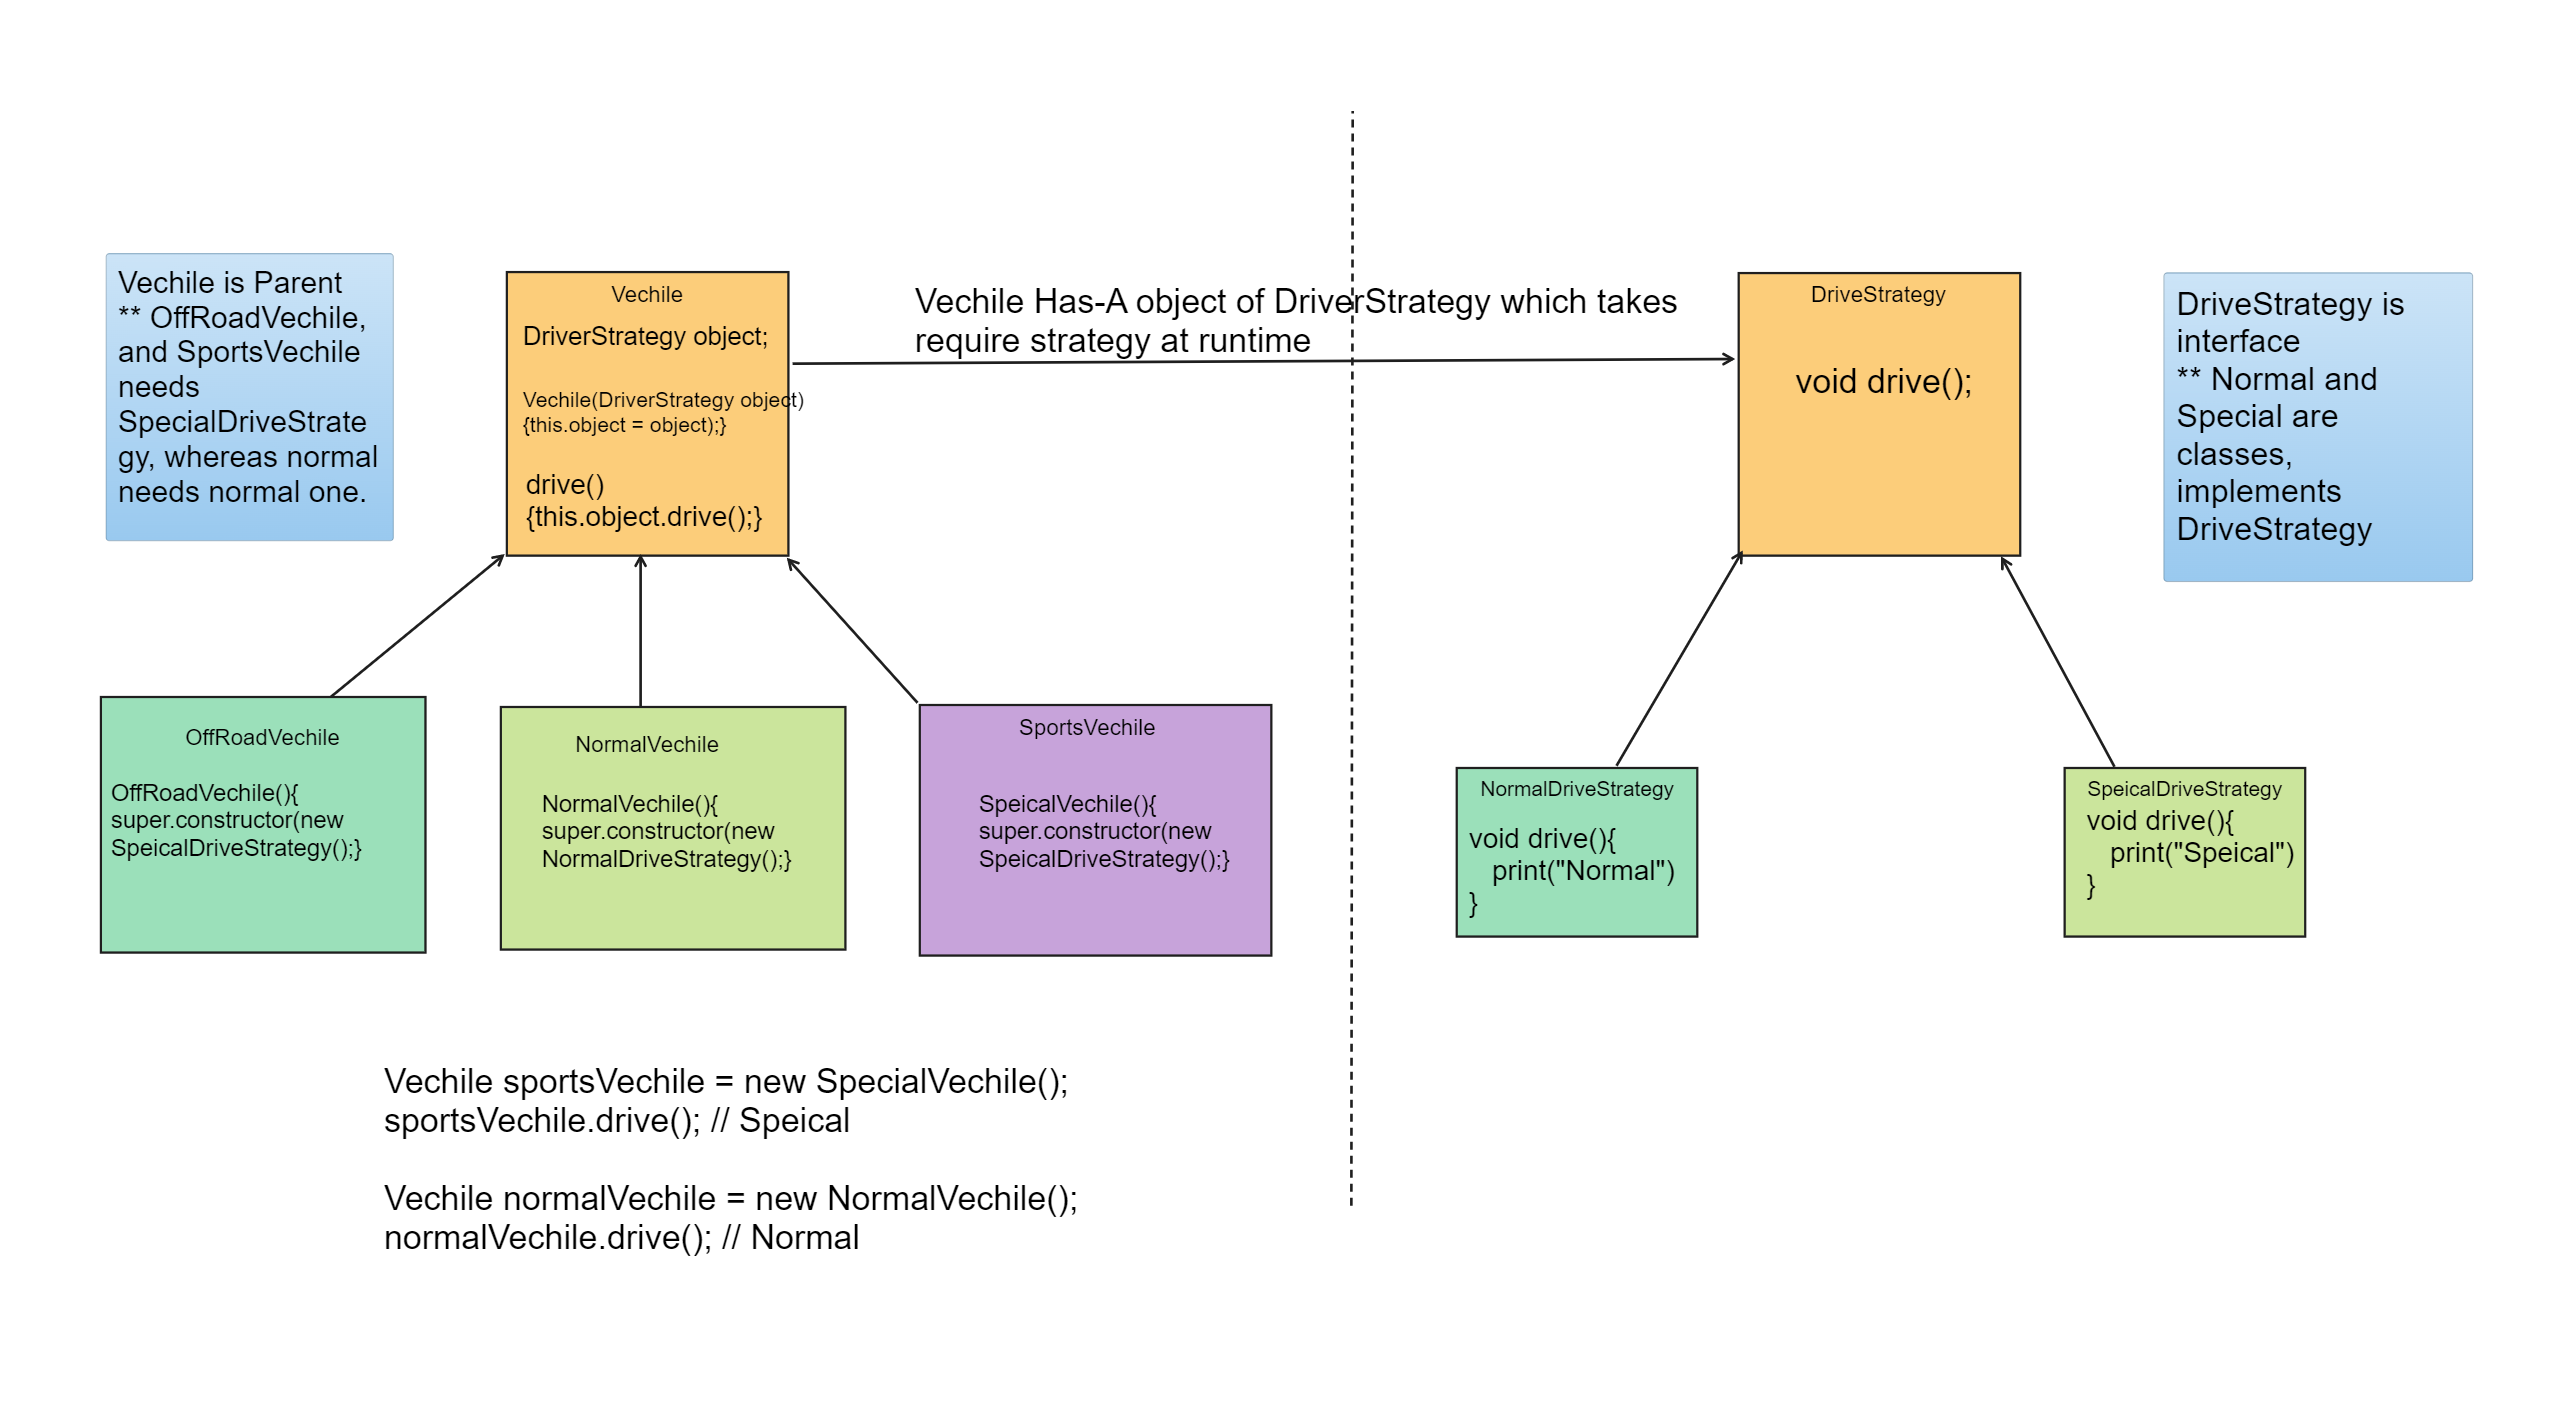 Vechile is Parent
** OffRoadVechile,
and SportsVechile
needs
SpecialDriveStrate
gy, whereas normal
needs normal one.
Vechile
DriverStrategy object;
Vechile(DriverStrategy object)
{this.object = object);}
drive()
{this.object.drive();}
Vechile Has-A object of DriverStrategy which takes
require strategy at runtime
DriveStrategy
void drive();
DriveStrategy is
interface
** Normal and
Special are
classes,
implements
DriveStrategy
OffRoadVechile
OffRoadVechile(){
super.constructor(new
SpeicalDriveStrategy();}
NormalVechile
NormalVechile(){
super.constructor(new
NormalDriveStrategy();}
SportsVechile
SpeicalVechile(){
super.constructor(new
SpeicalDriveStrategy();}
NormalDriveStrategy
void drive(){
print("Normal")
}
SpeicalDriveStrategy
void drive(){
print("Speical")
}
Vechile sportsVechile = new SpecialVechile();
sportsVechile.drive(); // Speical
Vechile normalVechile = new NormalVechile();
normalVechile.drive(); // Normal